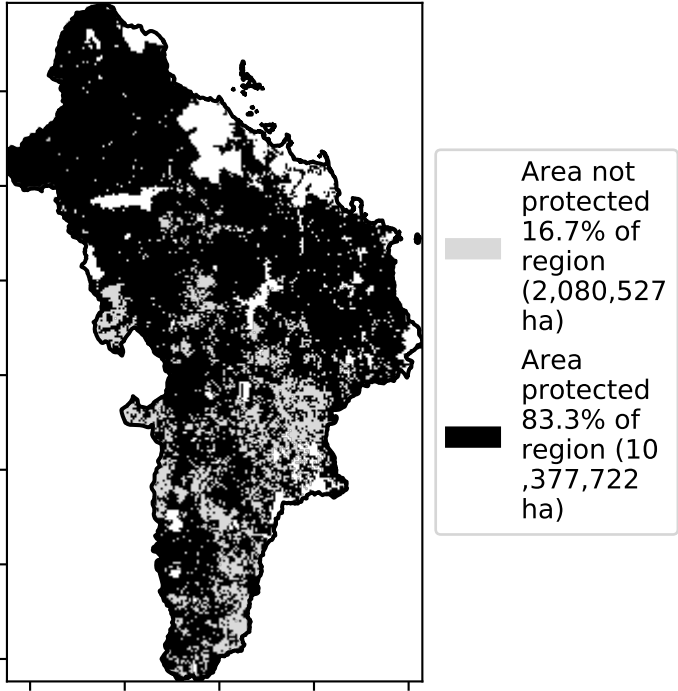 Area not
protected
16.7% of
region
(2,080,527
ha)
Area
protected
83.3% of
region (10
,377,722
ha)